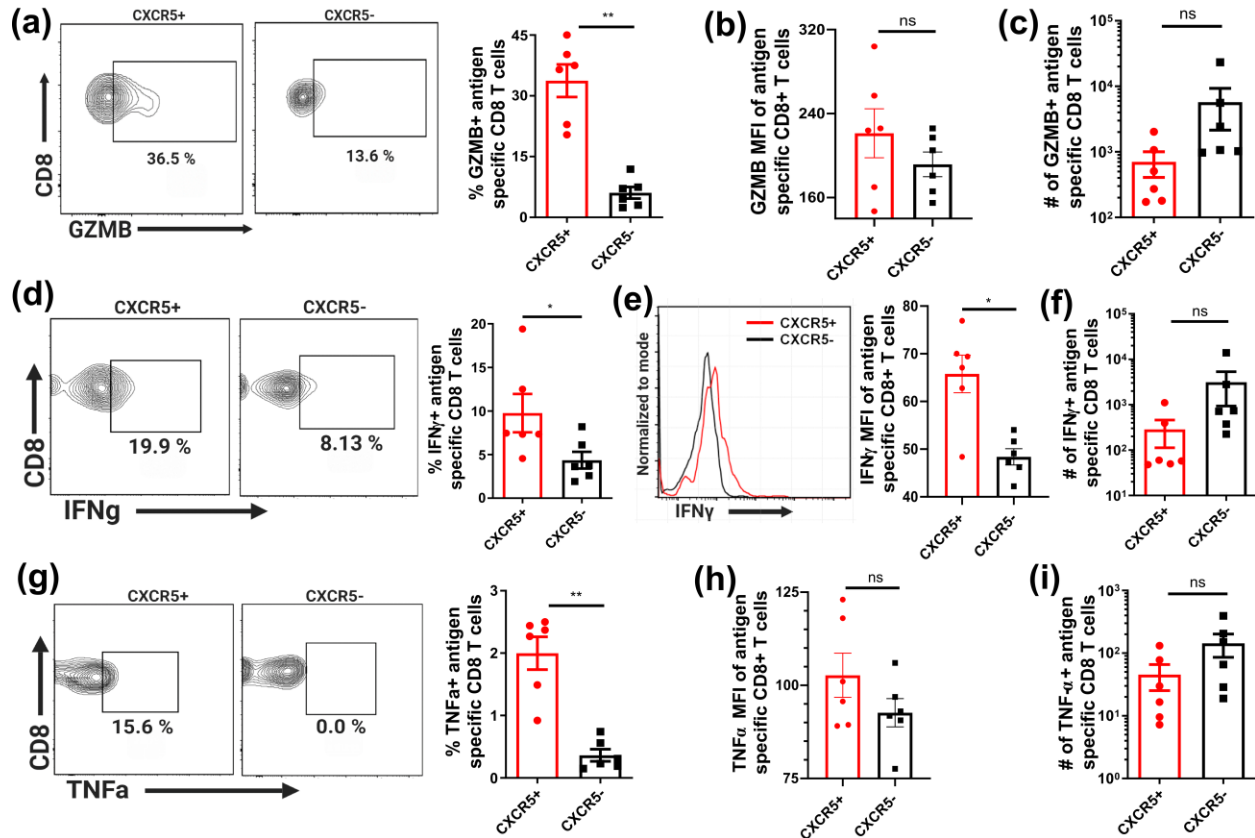 (a)
CXCR5+
CXCR5-
CD8
36.5 %
13.6 %
GZMB
% GZMB+ antigen
specific CD8 T cells
45
30
15
0
**
CXCR5+
CXCR5-
(b)
GZMB MFI of antigen
specific CD8+ T cells
320
240
160
ns
CXCR5+
CXCR5-
(c)
# of GZMB+ antigen
specific CD8 T cells
10⁵
10⁴
10³
10²
ns
CXCR5+
CXCR5-
(d)
CXCR5+
CXCR5-
CD8
19.9 %
8.13 %
IFNg
% IFNγ+ antigen
specific CD8 T cells
20
15
10
5
0
*
CXCR5+
CXCR5-
(e)
Normalized to mode
CXCR5+
CXCR5-
IFNγ
IFNγ MFI of antigen
specific CD8+ T cells
80
70
60
50
40
*
CXCR5+
CXCR5-
(f)
# of IFNγ+ antigen
specific CD8 T cells
10⁵
10⁴
10³
10²
10¹
ns
CXCR5+
CXCR5-
(g)
CXCR5+
CXCR5-
CD8
15.6 %
0.0 %
TNFa
% TNFa+ antigen
specific CD8 T cells
3
2
1
0
**
CXCR5+
CXCR5-
(h)
TNFα MFI of antigen
specific CD8+ T cells
125
100
75
ns
CXCR5+
CXCR5-
(i)
# of TNF-α+ antigen
specific CD8 T cells
10³
10²
10¹
10⁰
ns
CXCR5+
CXCR5-